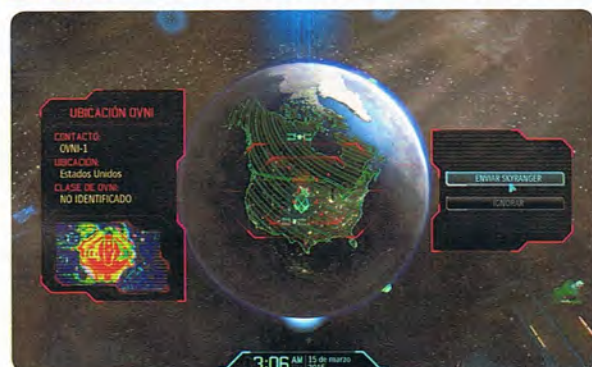 UBICACIÓN OVNI
CONTACTO:
OVNI-1
UBICACIÓN:
Estados Unidos
CLASE DE OVNI:
NO IDENTIFICADO
ENVIAR SKYRANGER
IGNORAR
3:06 AM
15 de marzo